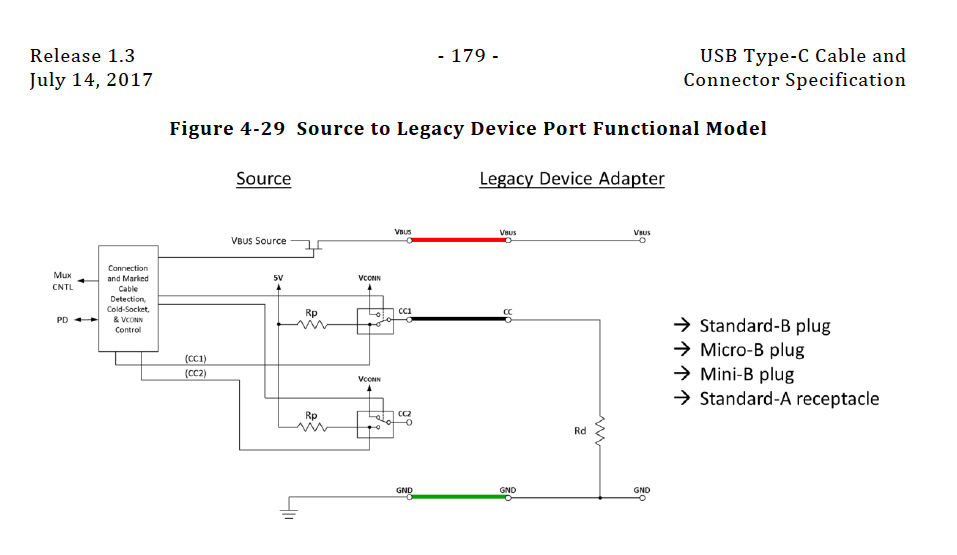 Release 1.3 - 179 - USB Type-C Cable and
July 14, 2017 Connector Specification
Figure 4-29 Source to Legacy Device Port Functional Model
Source Legacy Device Adapter
VBUS VBUS VBUS
VBUS Source
Connection
and Marked
Cable
Detection,
Cold-Socket,
& VCONN
Control
Mux
CNTL
PD
5V VCONN
Rp CC1 CC
(CC1)
(CC2)
VCONN
Rp CC2
Rd
→ Standard-B plug
→ Micro-B plug
→ Mini-B plug
→ Standard-A receptacle
GND GND GND